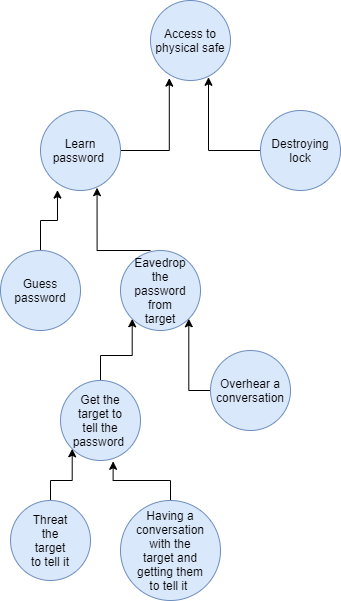 Access to
physical safe
Learn
password
Destroying
lock
Guess
password
Eavedrop
the
password
from
target
Overhear a
conversation
Get the
target to
tell the
password
Threat
the
target
to tell it
Having a
conversation
with the
target and
getting them
to tell it